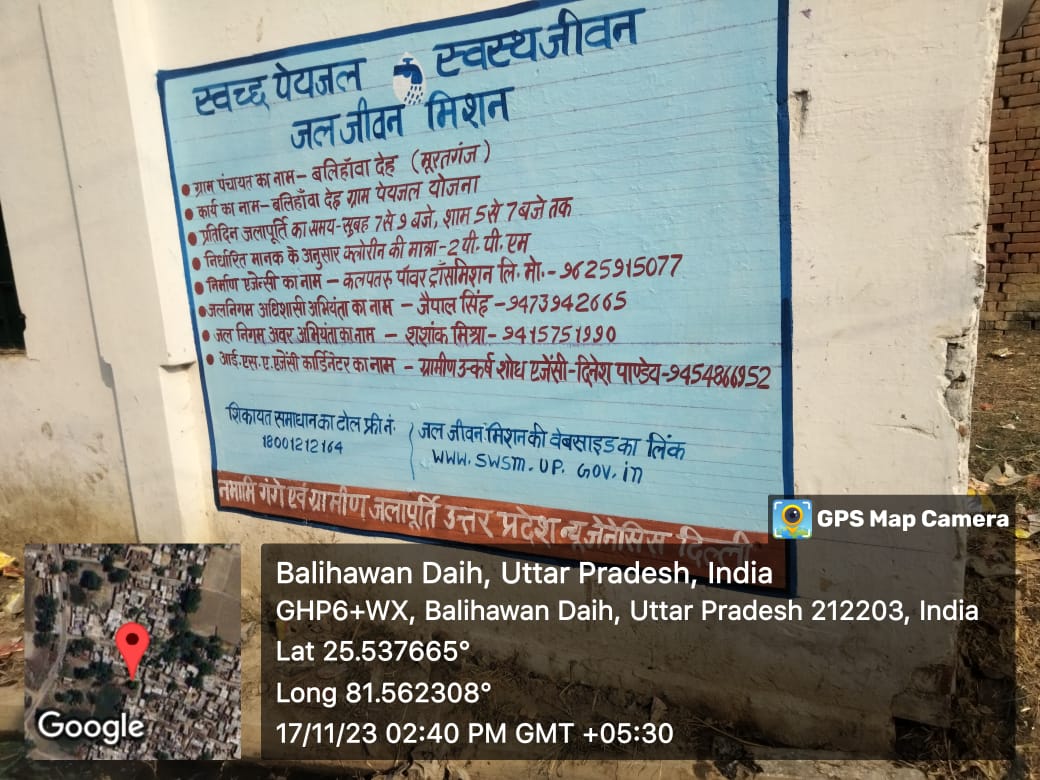 स्वच्छ पेयजल स्वस्थ जीवन
जल जीवन मिशन
• ग्राम पंचायत का नाम – बलिहाँवा देह (मूरतगंज)
• कार्य का नाम – बलिहाँवा देह ग्राम पेयजल योजना
• प्रतिदिन जलापूर्ति का समय - सुबह 7 से 9 बजे, शाम 5 से 7 बजे तक
• निर्धारित मानक के अनुसार क्लोरीन की मात्रा - 2 पी. पी. एम
• निर्माण एजेन्सी का नाम – कल्पतरु पॉवर ट्राँसमिशन लि. मो. - 9625915077
• जलनिगम अधिशासी अभियंता का नाम – जैपाल सिंह - 9473942665
• जल निगम अवर अभियंता का नाम – शशांक मिश्रा - 9415751990
• आई. एस. ए. एजेंसी कार्डिनेटर का नाम – ग्रामीण उत्कर्ष शोध एजेंसी - दिनेश पाण्डेय - 9454866952
शिकायत समाधान का टोल फ्री नं.
18001212164
जल जीवन मिशन की वेबसाइड का लिंक
WWW. SWSM. UP. GOV. in
नमामि गंगे एवं ग्रामीण जलापूर्ति उत्तर प्रदेश न्यू जेनेसिस दिल्ली
GPS Map Camera
Balihawan Daih, Uttar Pradesh, India
GHP6+WX, Balihawan Daih, Uttar Pradesh 212203, India
Lat 25.537665°
Long 81.562308°
17/11/23 02:40 PM GMT +05:30
Google